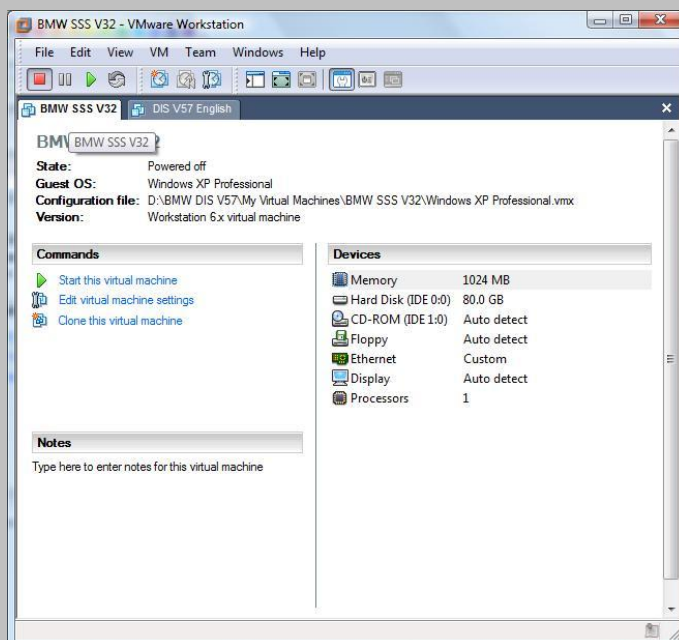 BMW SSS V32 - VMware Workstation
File Edit View VM Team Windows Help
BMW SSS V32 DIS V57 English
BMW SSS V32
State: Powered off
Guest OS: Windows XP Professional
Configuration file: D:\BMW DIS V57\My Virtual Machines\BMW SSS V32\Windows XP Professional.vmx
Version: Workstation 6.x virtual machine
Commands
Start this virtual machine
Edit virtual machine settings
Clone this virtual machine
Devices
Memory 1024 MB
Hard Disk (IDE 0:0) 80.0 GB
CD-ROM (IDE 1:0) Auto detect
Floppy Auto detect
Ethernet Custom
Display Auto detect
Processors 1
Notes
Type here to enter notes for this virtual machine